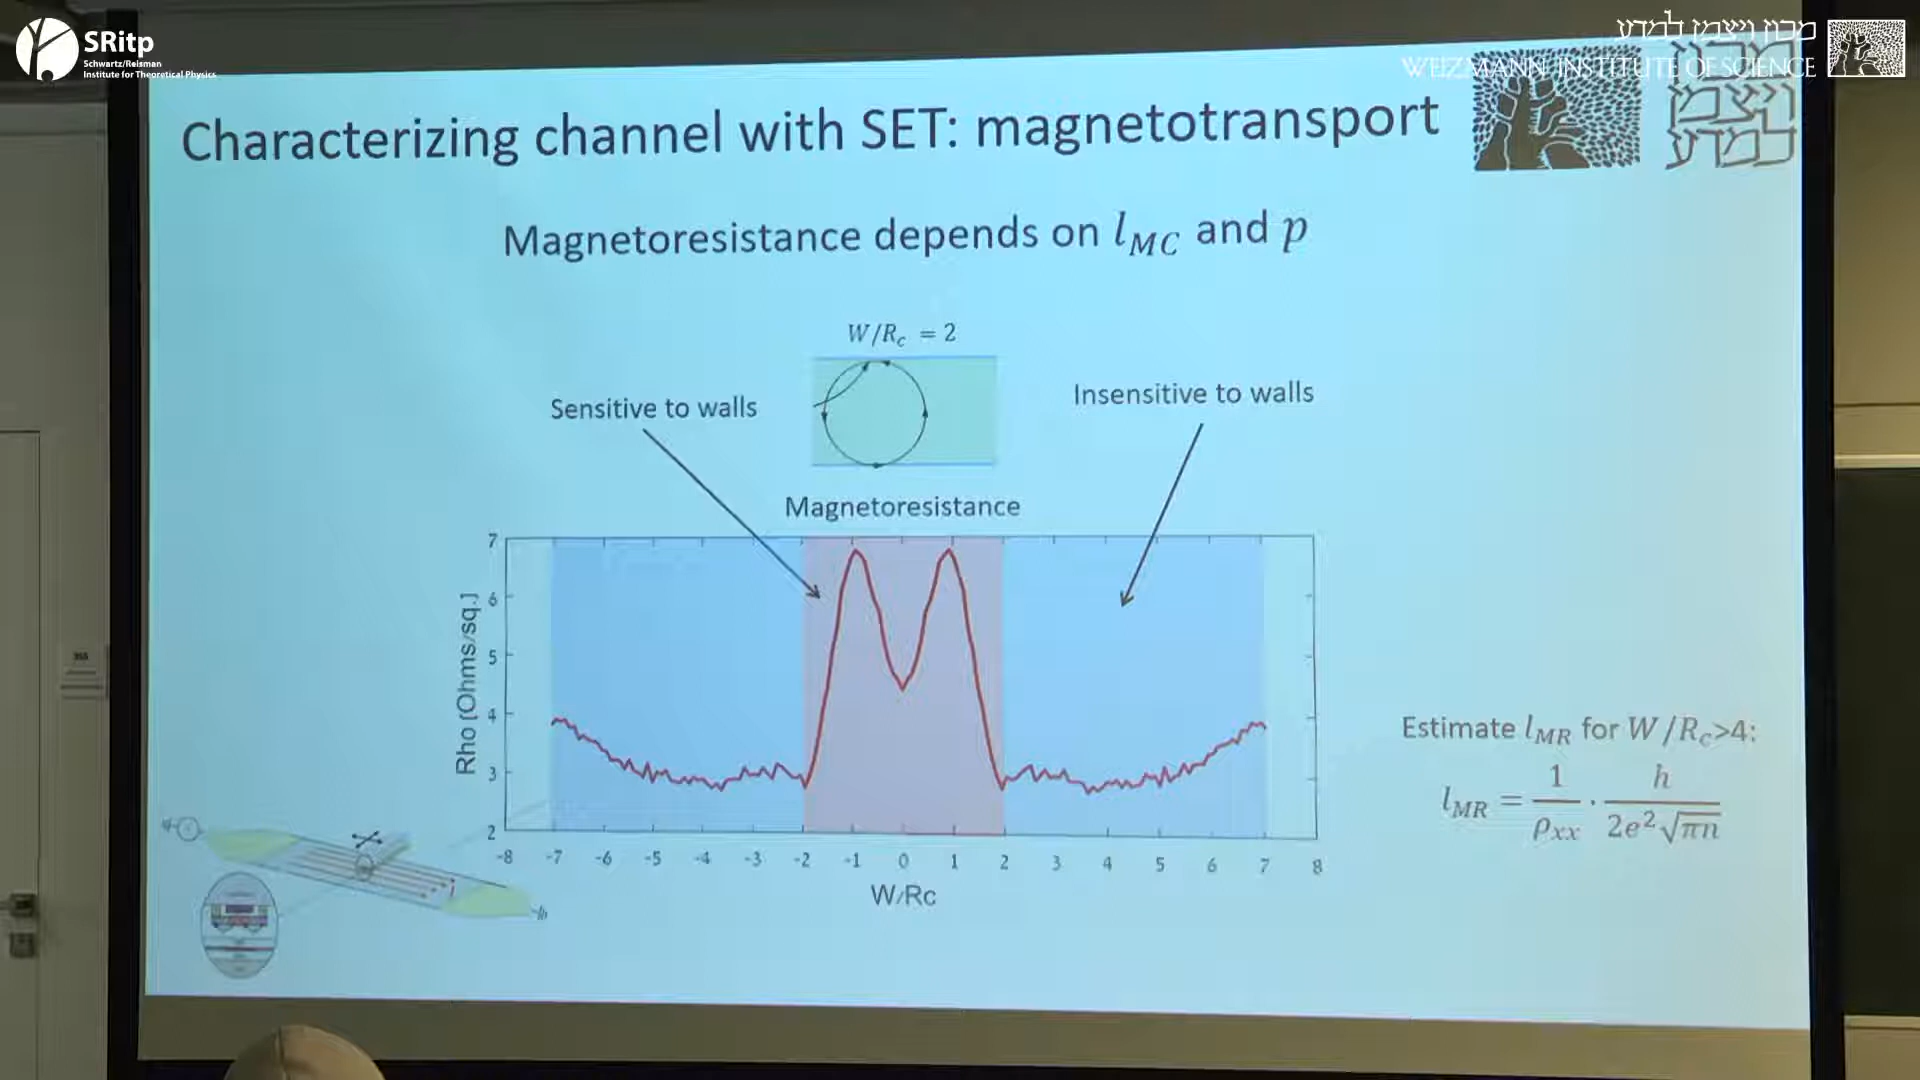 SRitp
Schwartz/Reisman
Institute for Theoretical Physics
מכון ויצמן למדע
WEIZMANN INSTITUTE OF SCIENCE
Characterizing channel with SET: magnetotransport
Magnetoresistance depends on l_MC and p
W/R_c = 2
Sensitive to walls
Insensitive to walls
Magnetoresistance
7
6
5
4
3
2
Rho (Ohms/sq.)
-8 -7 -6 -5 -4 -3 -2 -1 0 1 2 3 4 5 6 7 8
W/Rc
Estimate l_MR for W/R_c>4:
l_MR = 1/ρ_xx · h/2e²√πn